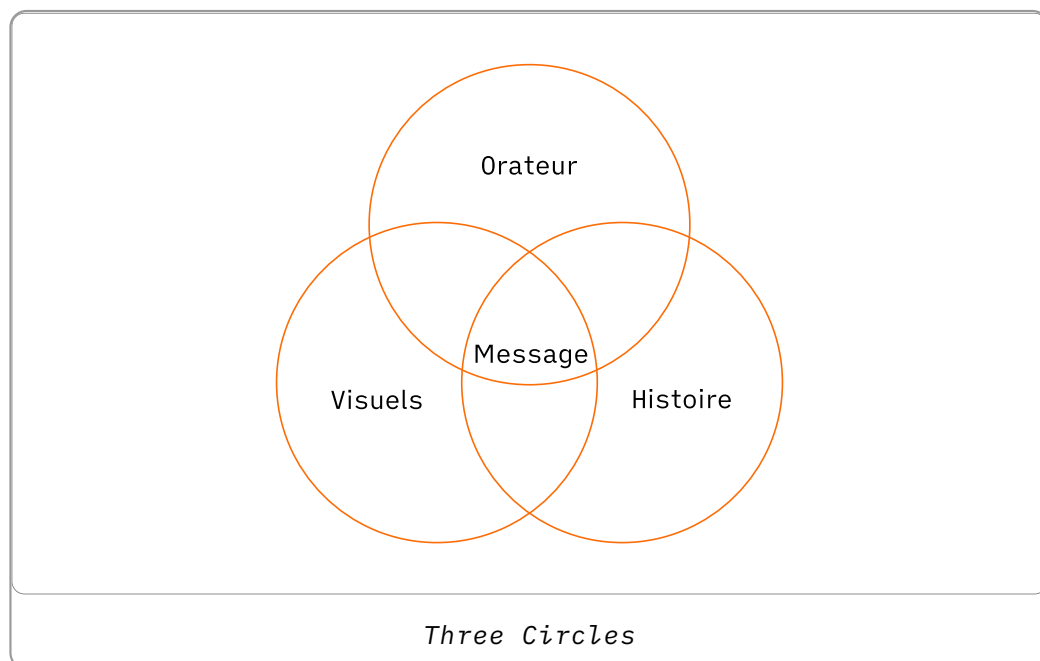 Orateur
Message
Visuels
Histoire
Three Circles